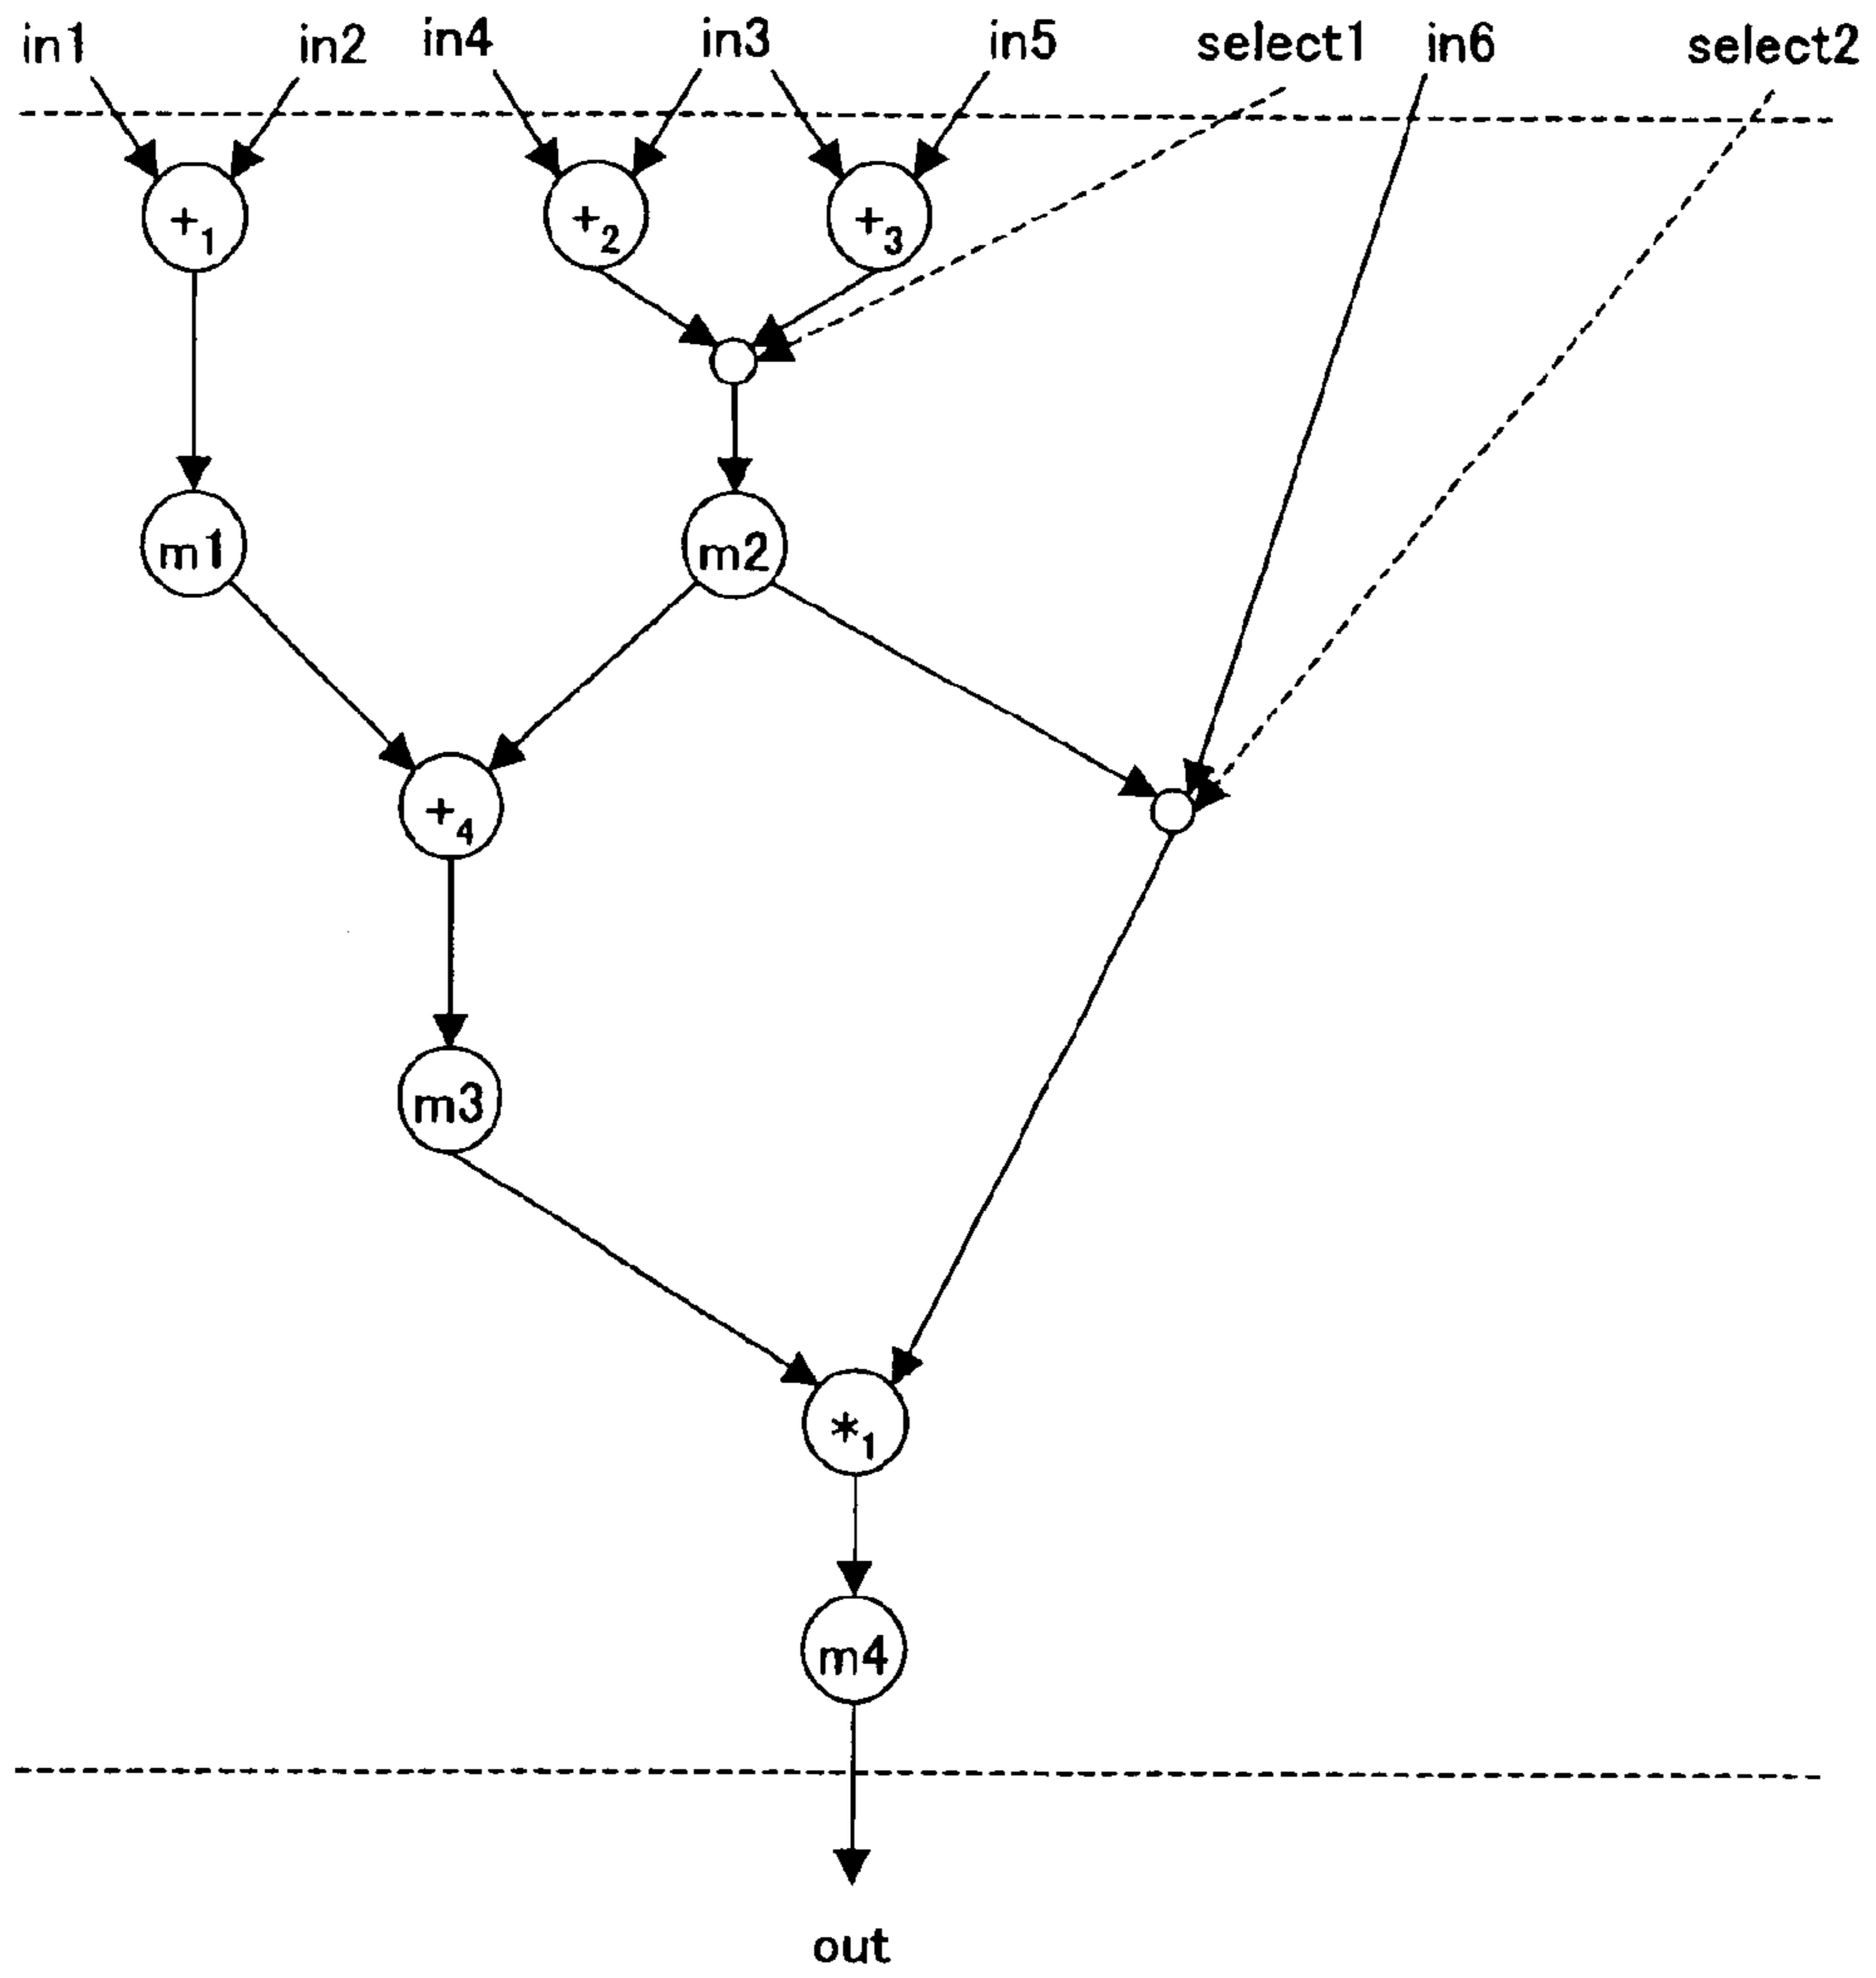 in1 in2 in4 in3 in5 select1 in6 select2
+1 +2 +3
m1 m2
+4
m3
*1
m4
out